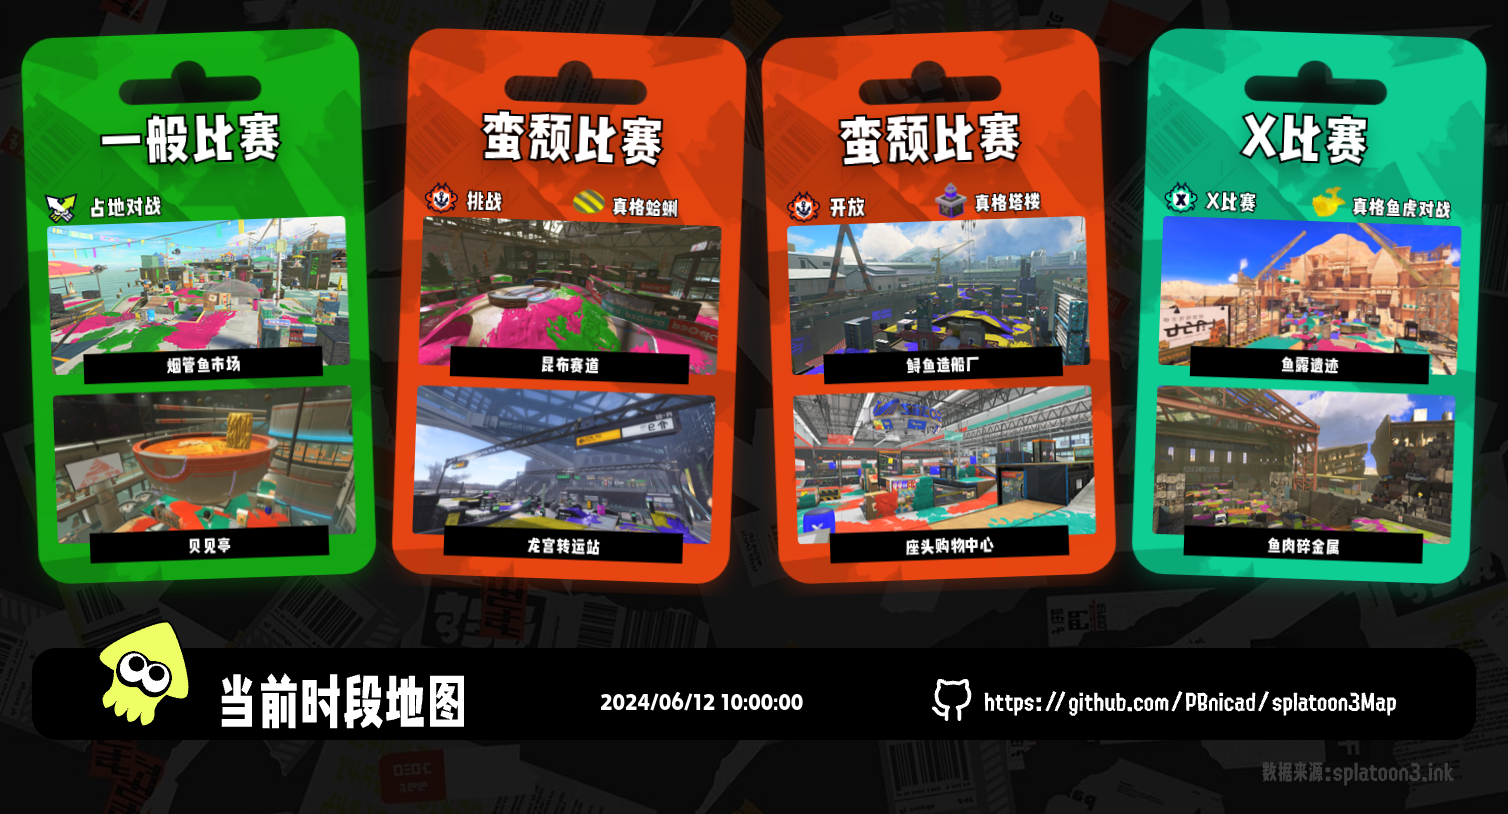 一般比赛
占地对战
烟管鱼市场
贝见亭
蛮颓比赛
挑战
真格蛤蜊
昆布赛道
龙宫转运站
蛮颓比赛
开放
真格塔楼
鲟鱼造船厂
座头购物中心
X比赛
X比赛
真格鱼虎对战
鱼露遗迹
鱼肉碎金属
当前时段地图
2024/06/12 10:00:00
https://github.com/PBnicad/splatoon3Map
数据来源:splatoon3.ink